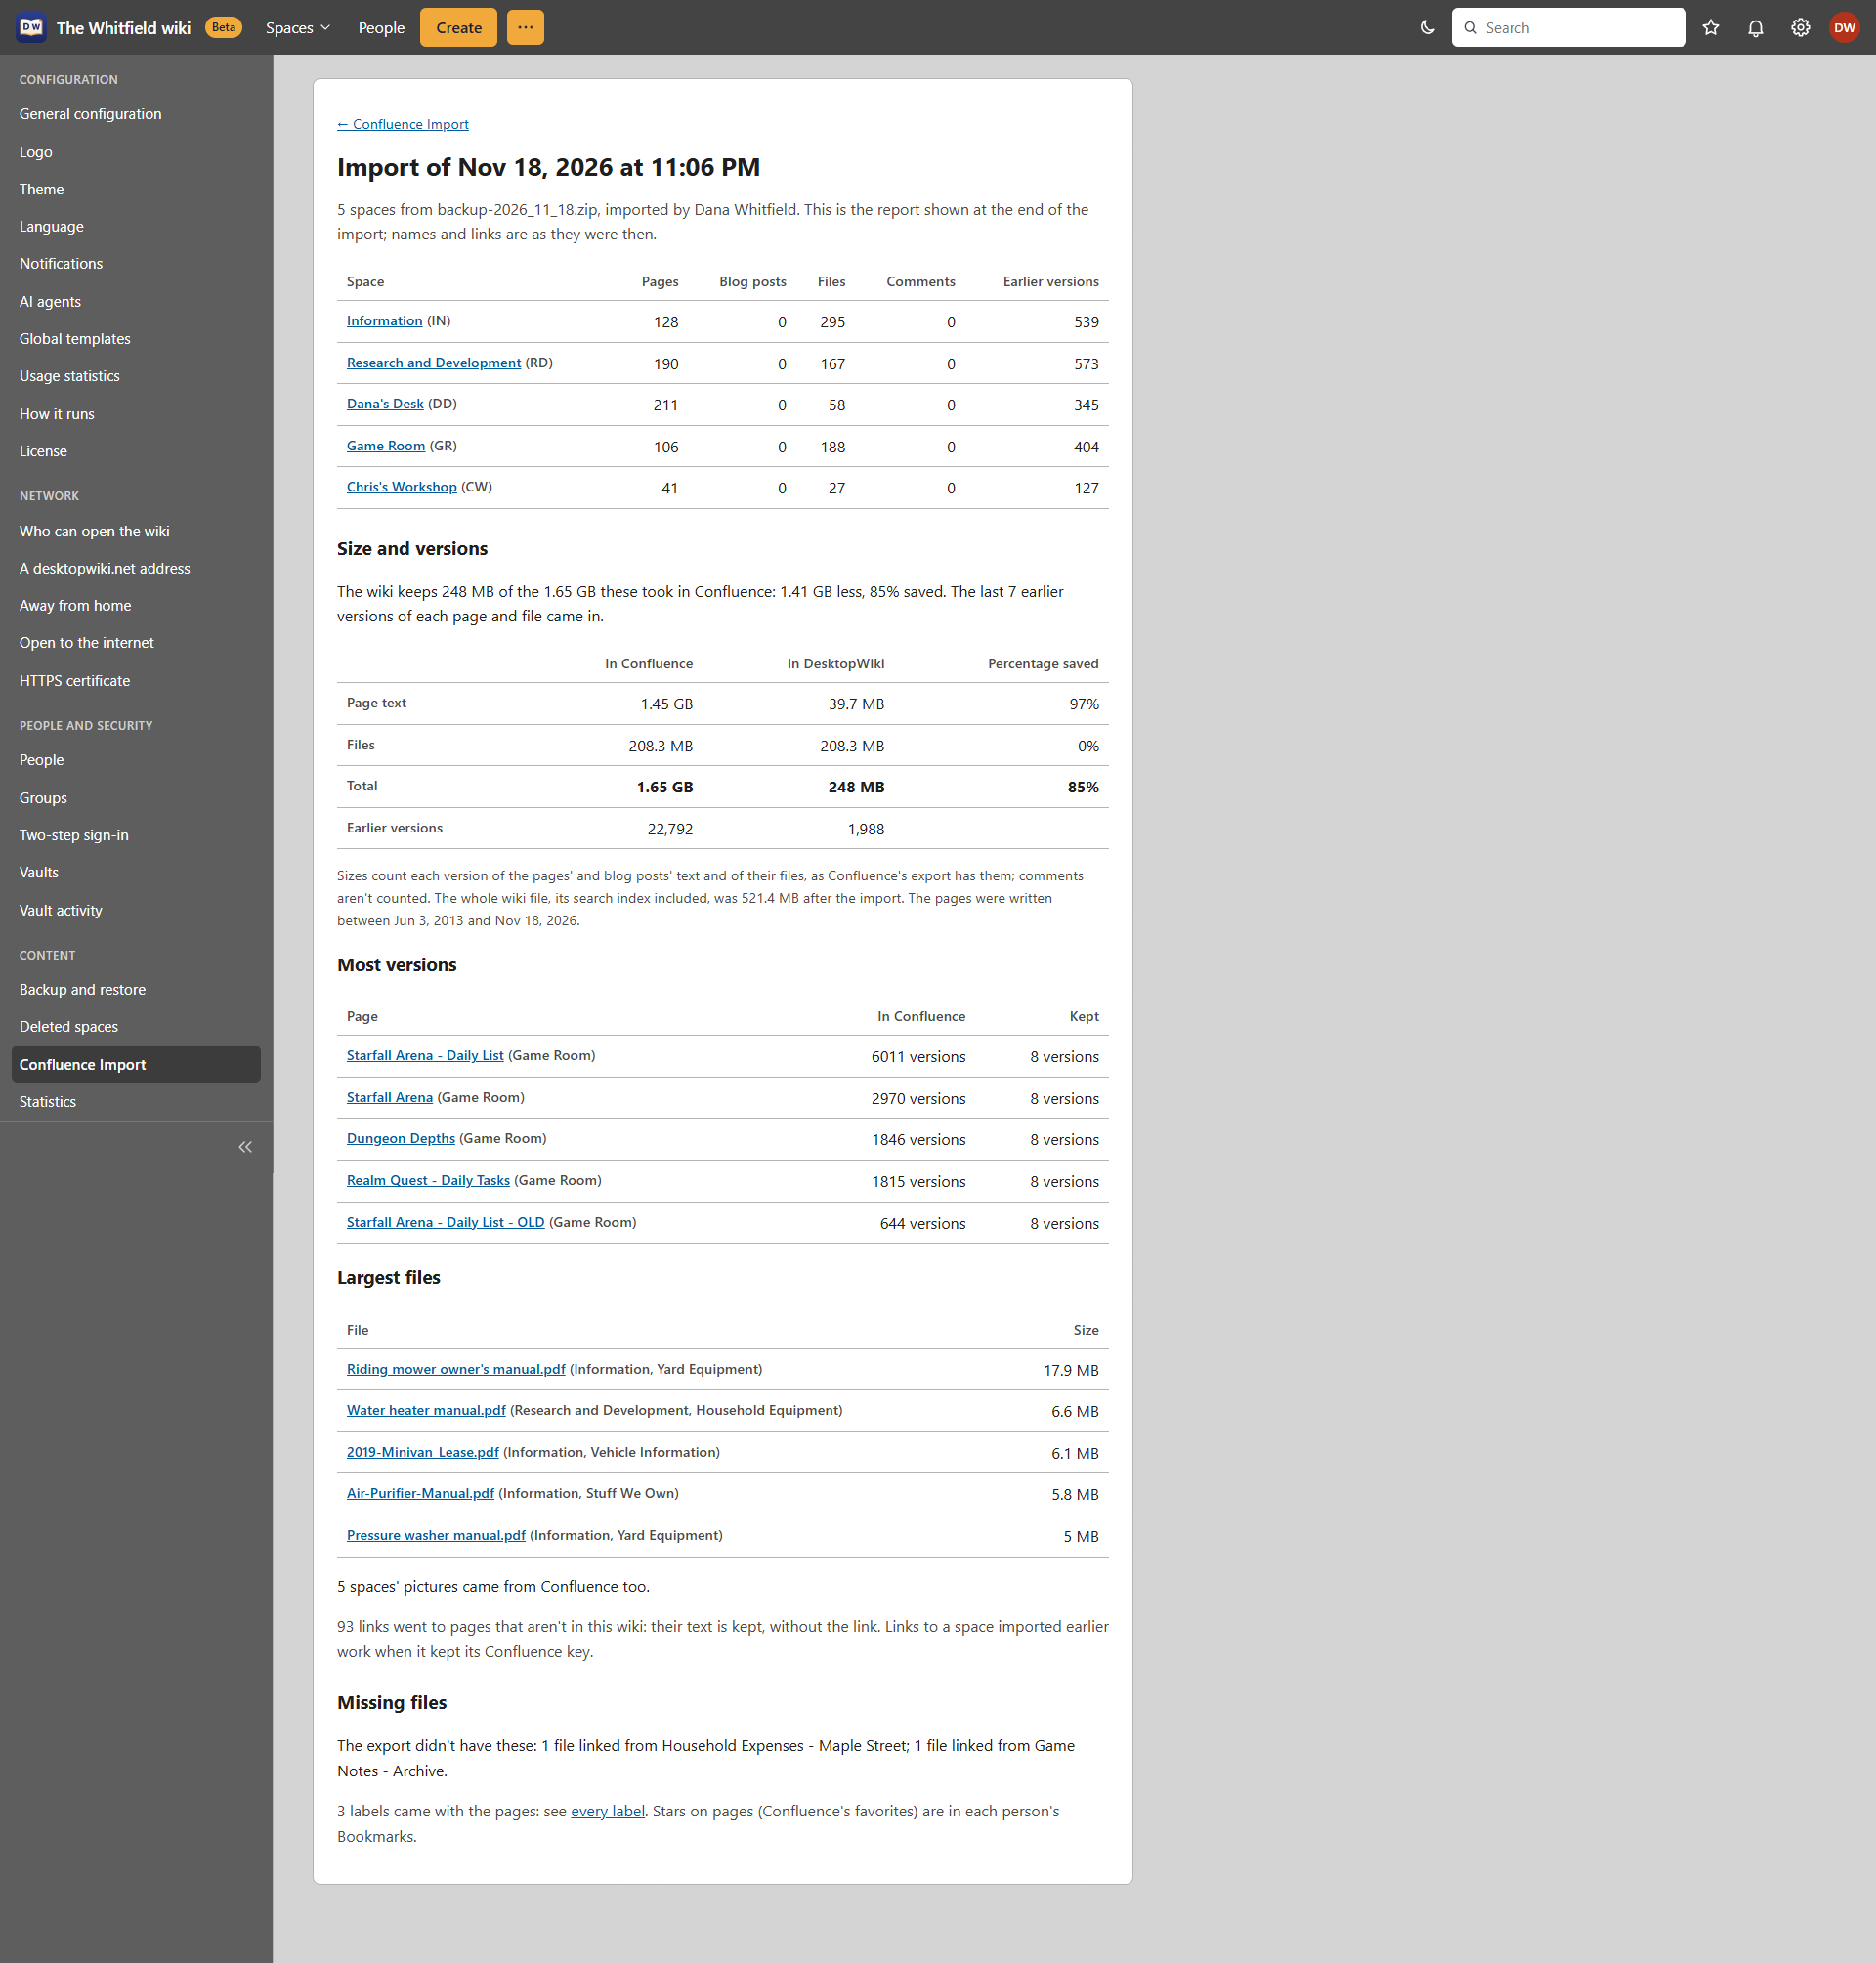 DW The Whitfield wiki Beta Spaces People Create ··· Search DW
CONFIGURATION
General configuration
Logo
Theme
Language
Notifications
AI agents
Global templates
Usage statistics
How it runs
License
NETWORK
Who can open the wiki
A desktopwiki.net address
Away from home
Open to the internet
HTTPS certificate
PEOPLE AND SECURITY
People
Groups
Two-step sign-in
Vaults
Vault activity
CONTENT
Backup and restore
Deleted spaces
Confluence Import
Statistics
← Confluence Import
Import of Nov 18, 2026 at 11:06 PM
5 spaces from backup-2026_11_18.zip, imported by Dana Whitfield. This is the report shown at the end of the
import; names and links are as they were then.
Space Pages Blog posts Files Comments Earlier versions
Information (IN) 128 0 295 0 539
Research and Development (RD) 190 0 167 0 573
Dana's Desk (DD) 211 0 58 0 345
Game Room (GR) 106 0 188 0 404
Chris's Workshop (CW) 41 0 27 0 127
Size and versions
The wiki keeps 248 MB of the 1.65 GB these took in Confluence: 1.41 GB less, 85% saved. The last 7 earlier
versions of each page and file came in.
In Confluence In DesktopWiki Percentage saved
Page text 1.45 GB 39.7 MB 97%
Files 208.3 MB 208.3 MB 0%
Total 1.65 GB 248 MB 85%
Earlier versions 22,792 1,988
Sizes count each version of the pages' and blog posts' text and of their files, as Confluence's export has them; comments
aren't counted. The whole wiki file, its search index included, was 521.4 MB after the import. The pages were written
between Jun 3, 2013 and Nov 18, 2026.
Most versions
Page In Confluence Kept
Starfall Arena - Daily List (Game Room) 6011 versions 8 versions
Starfall Arena (Game Room) 2970 versions 8 versions
Dungeon Depths (Game Room) 1846 versions 8 versions
Realm Quest - Daily Tasks (Game Room) 1815 versions 8 versions
Starfall Arena - Daily List - OLD (Game Room) 644 versions 8 versions
Largest files
File Size
Riding mower owner's manual.pdf (Information, Yard Equipment) 17.9 MB
Water heater manual.pdf (Research and Development, Household Equipment) 6.6 MB
2019-Minivan_Lease.pdf (Information, Vehicle Information) 6.1 MB
Air-Purifier-Manual.pdf (Information, Stuff We Own) 5.8 MB
Pressure washer manual.pdf (Information, Yard Equipment) 5 MB
5 spaces' pictures came from Confluence too.
93 links went to pages that aren't in this wiki: their text is kept, without the link. Links to a space imported earlier
work when it kept its Confluence key.
Missing files
The export didn't have these: 1 file linked from Household Expenses - Maple Street; 1 file linked from Game
Notes - Archive.
3 labels came with the pages: see every label. Stars on pages (Confluence's favorites) are in each person's
Bookmarks.